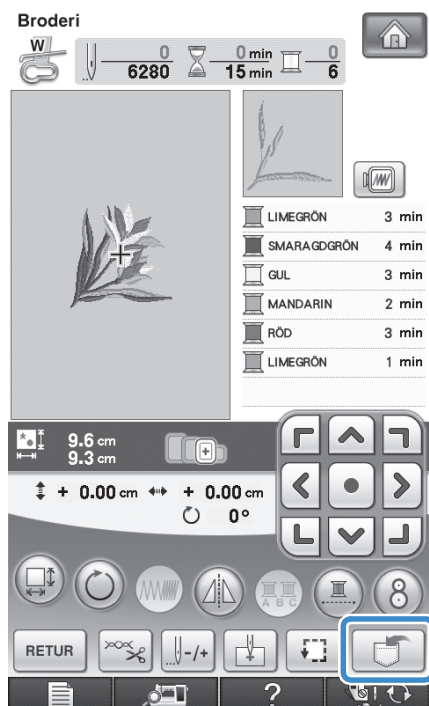 Broderi
W
0
6280
0 min
15 min
0
6
LIMEGRÖN 3 min
SMARAGDGRÖN 4 min
GUL 3 min
MANDARIN 2 min
RÖD 3 min
LIMEGRÖN 1 min
9.6 cm
9.3 cm
+ 0.00 cm + 0.00 cm
0°
A B C
8
RETUR
-/+
?